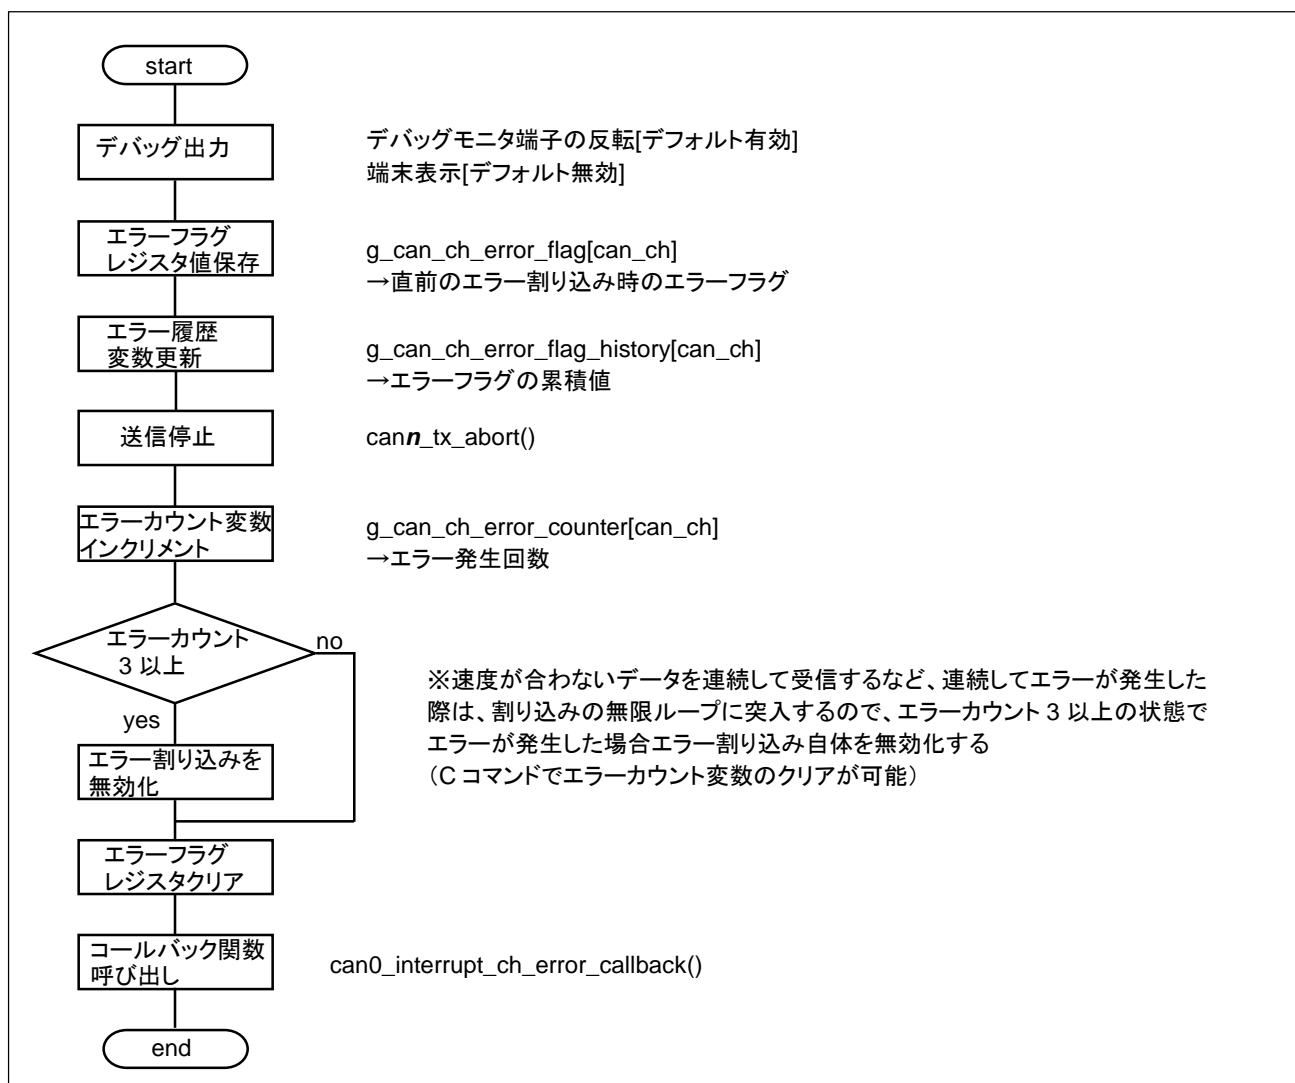 start
デバッグ出力
デバッグモニタ端子の反転[デフォルト有効]
端末表示[デフォルト無効]
エラーフラグ
レジスタ値保存
g_can_ch_error_flag[can_ch]
→直前のエラー割り込み時のエラーフラグ
エラー履歴
変数更新
g_can_ch_error_flag_history[can_ch]
→エラーフラグの累積値
送信停止
cann_tx_abort()
エラーカウント変数
インクリメント
g_can_ch_error_counter[can_ch]
→エラー発生回数
エラーカウント
3 以上
no
yes
※速度が合わないデータを連続して受信するなど、連続してエラーが発生した
際は、割り込みの無限ループに突入するので、エラーカウント 3 以上の状態で
エラーが発生した場合エラー割り込み自体を無効化する
（C コマンドでエラーカウント変数のクリアが可能）
エラー割り込みを
無効化
エラーフラグ
レジスタクリア
コールバック関数
呼び出し
can0_interrupt_ch_error_callback()
end